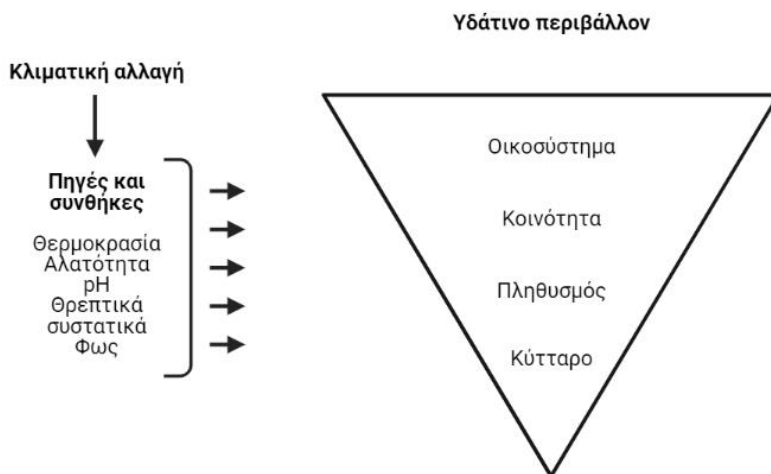 Υδάτινο περιβάλλον
Κλιματική αλλαγή
Πηγές και
συνθήκες
Θερμοκρασία
Αλατότητα
pH
Θρεπτικά
συστατικά
Φως
Οικοσύστημα
Κοινότητα
Πληθυσμός
Κύτταρο